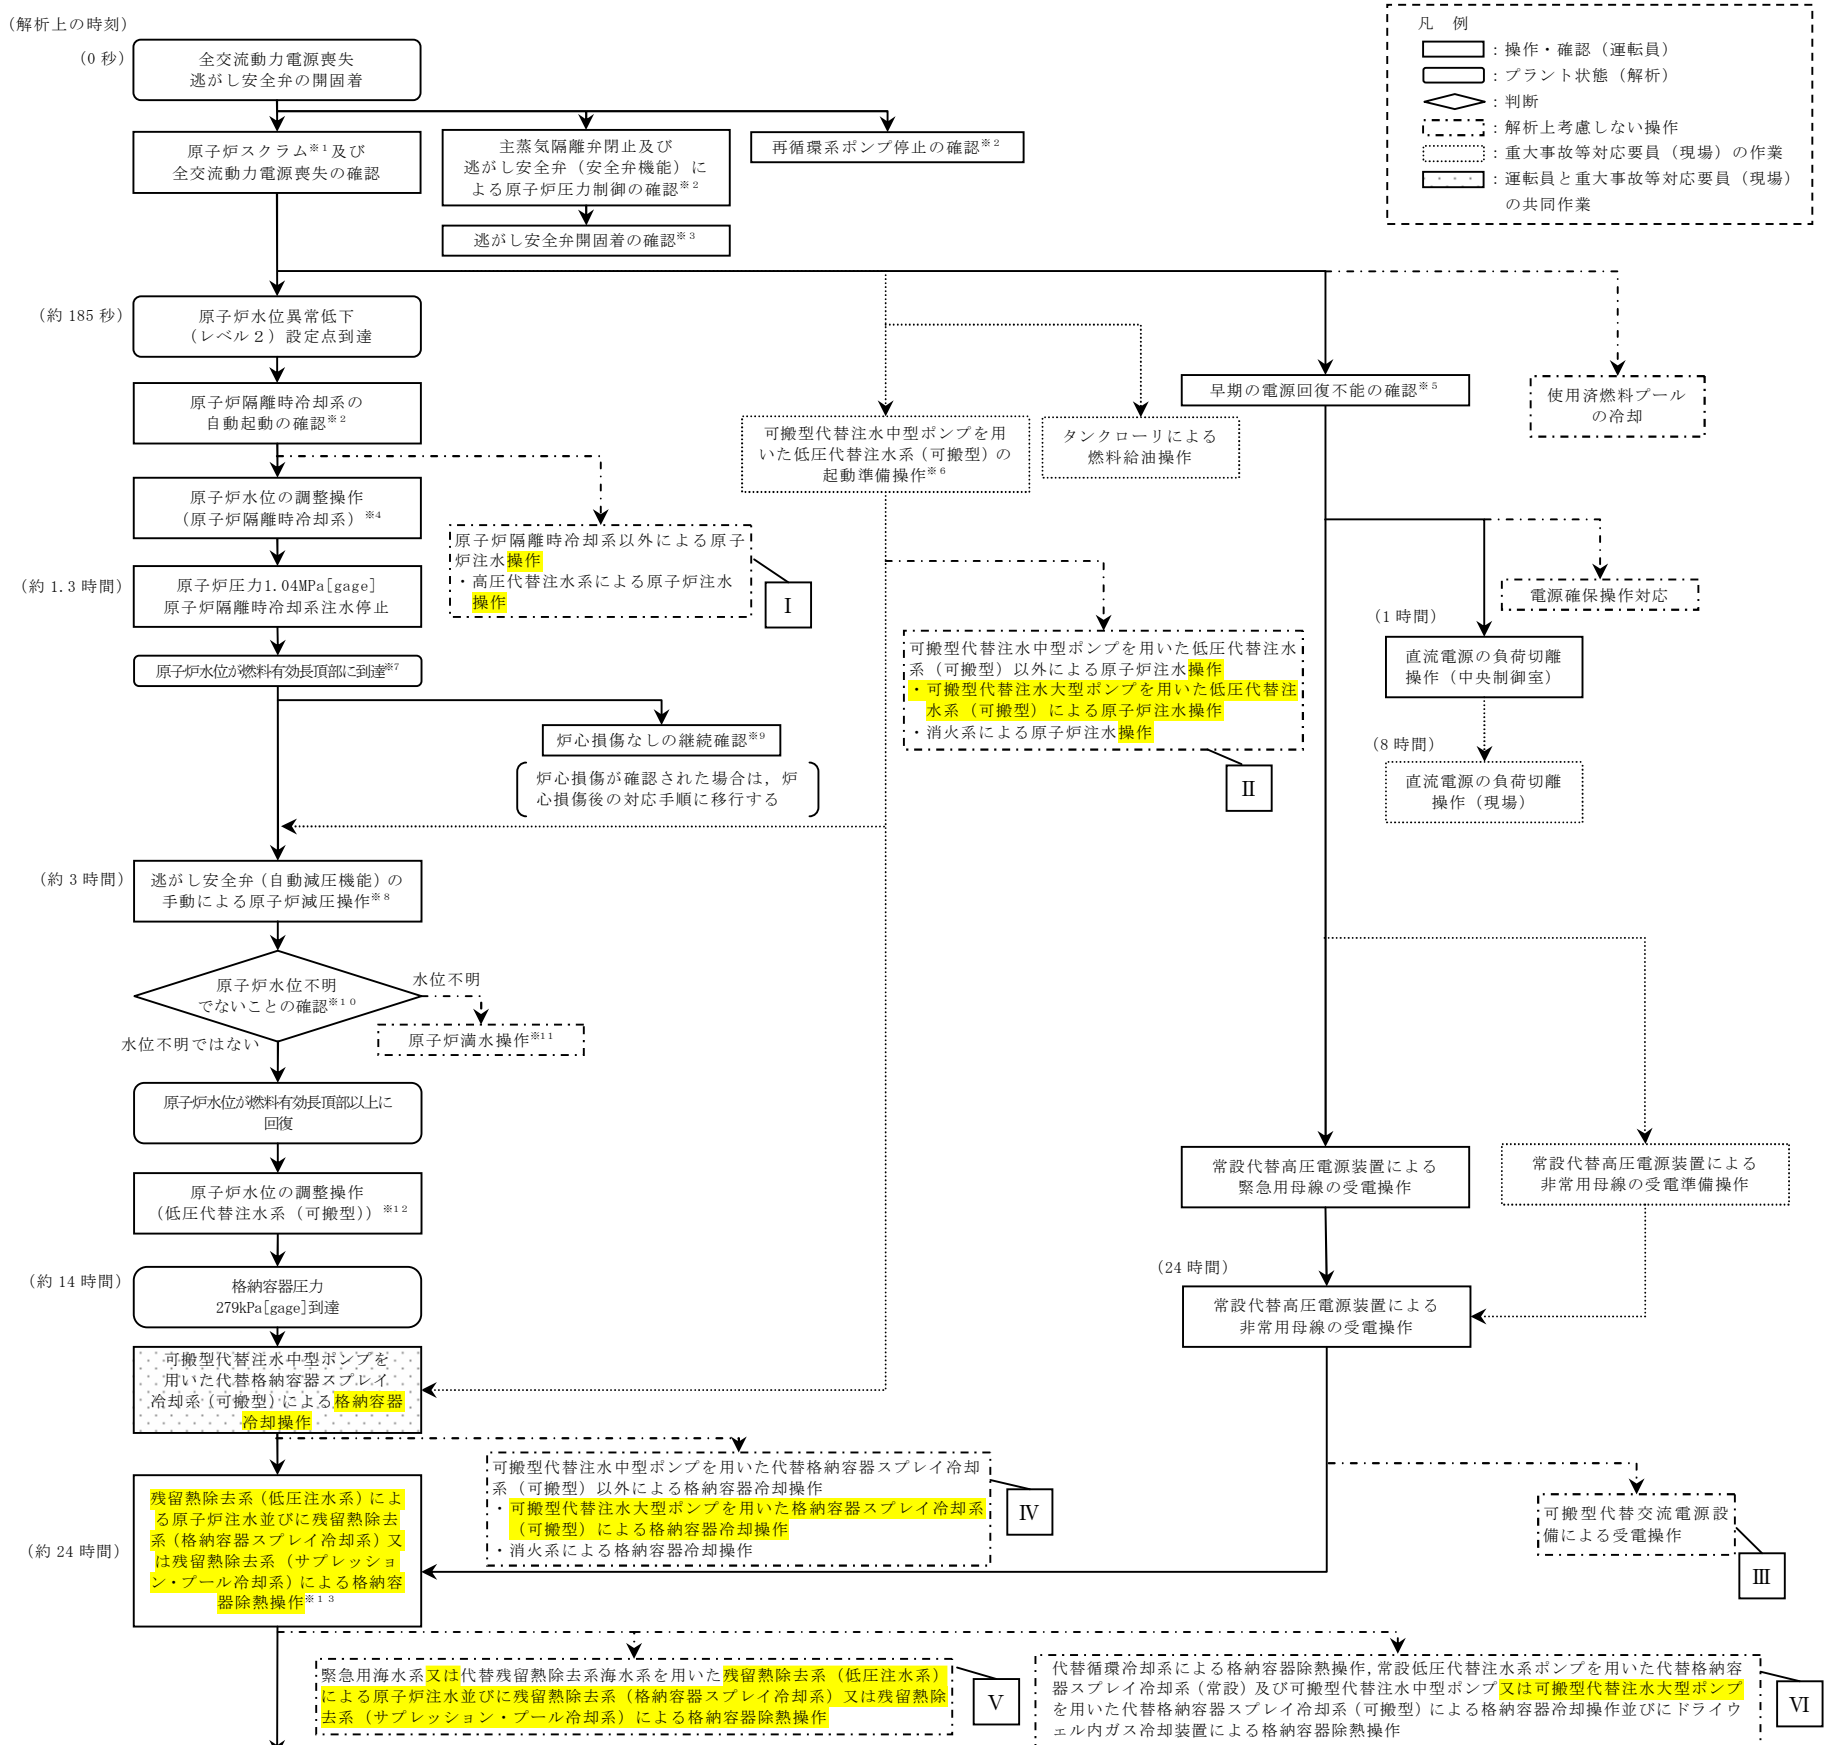 (解析上の時刻)
(0 秒)
全交流動力電源喪失
逃がし安全弁の開固着
原子炉スクラム※1及び
全交流動力電源喪失の確認
主蒸気隔離弁閉止及び
逃がし安全弁（安全弁機能）に
よる原子炉圧力制御の確認※2
再循環系ポンプ停止の確認※2
逃がし安全弁開固着の確認※3
凡　例
：操作・確認（運転員）
：プラント状態（解析）
：判断
：解析上考慮しない操作
：重大事故等対応要員（現場）の作業
：運転員と重大事故等対応要員（現場）
の共同作業
(約 185 秒)
原子炉水位異常低下
（レベル２）設定点到達
原子炉隔離時冷却系の
自動起動の確認※2
原子炉水位の調整操作
（原子炉隔離時冷却系）※4
(約 1.3 時間)
原子炉圧力1.04MPa[gage]
原子炉隔離時冷却系注水停止
原子炉水位が燃料有効長頂部に到達※7
原子炉隔離時冷却系以外による原子
炉注水操作
・高圧代替注水系による原子炉注水
操作
Ⅰ
可搬型代替注水中型ポンプを用
いた低圧代替注水系（可搬型）の
起動準備操作※6
タンクローリによる
燃料給油操作
早期の電源回復不能の確認※5
使用済燃料プール
の冷却
可搬型代替注水中型ポンプを用いた低圧代替注水
系（可搬型）以外による原子炉注水操作
・可搬型代替注水大型ポンプを用いた低圧代替注
水系（可搬型）による原子炉注水操作
・消火系による原子炉注水操作
Ⅱ
電源確保操作対応
(1 時間)
直流電源の負荷切離
操作（中央制御室）
(8 時間)
直流電源の負荷切離
操作（現場）
炉心損傷なしの継続確認※9
炉心損傷が確認された場合は，炉
心損傷後の対応手順に移行する
(約 3 時間)
逃がし安全弁（自動減圧機能）の
手動による原子炉減圧操作※8
原子炉水位不明
でないことの確認※10
水位不明
原子炉満水操作※11
水位不明ではない
原子炉水位が燃料有効長頂部以上に
回復
原子炉水位の調整操作
（低圧代替注水系（可搬型））※12
常設代替高圧電源装置による
緊急用母線の受電操作
常設代替高圧電源装置による
非常用母線の受電準備操作
(24 時間)
常設代替高圧電源装置による
非常用母線の受電操作
(約 14 時間)
格納容器圧力
279kPa[gage]到達
可搬型代替注水中型ポンプを
用いた代替格納容器スプレイ
冷却系（可搬型）による格納容器
冷却操作
可搬型代替注水中型ポンプを用いた代替格納容器スプレイ冷却
系（可搬型）以外による格納容器冷却操作
・可搬型代替注水大型ポンプを用いた格納容器スプレイ冷却系
（可搬型）による格納容器冷却操作
・消火系による格納容器冷却操作
Ⅳ
可搬型代替交流電源設
備による受電操作
Ⅲ
(約 24 時間)
残留熱除去系（低圧注水系）によ
る原子炉注水並びに残留熱除去
系（格納容器スプレイ冷却系）又
は残留熱除去系（サプレッショ
ン・プール冷却系）による格納容
器除熱操作※13
緊急用海水系又は代替残留熱除去系海水系を用いた残留熱除去系（低圧注水系）
による原子炉注水並びに残留熱除去系（格納容器スプレイ冷却系）又は残留熱除
去系（サプレッション・プール冷却系）による格納容器除熱操作
Ⅴ
代替循環冷却系による格納容器除熱操作，常設低圧代替注水系ポンプを用いた代替格納容
器スプレイ冷却系（常設）及び可搬型代替注水中型ポンプ又は可搬型代替注水大型ポンプ
を用いた代替格納容器スプレイ冷却系（可搬型）による格納容器冷却操作並びにドライウ
ェル内ガス冷却装置による格納容器除熱操作
Ⅵ